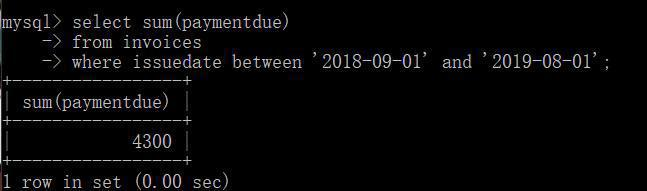 mysql> select sum(paymentdue)
    -> from invoices
    -> where issuedate between '2018-09-01' and '2019-08-01';
+-----------------+
| sum(paymentdue) |
+-----------------+
|            4300 |
+-----------------+
1 row in set (0.00 sec)